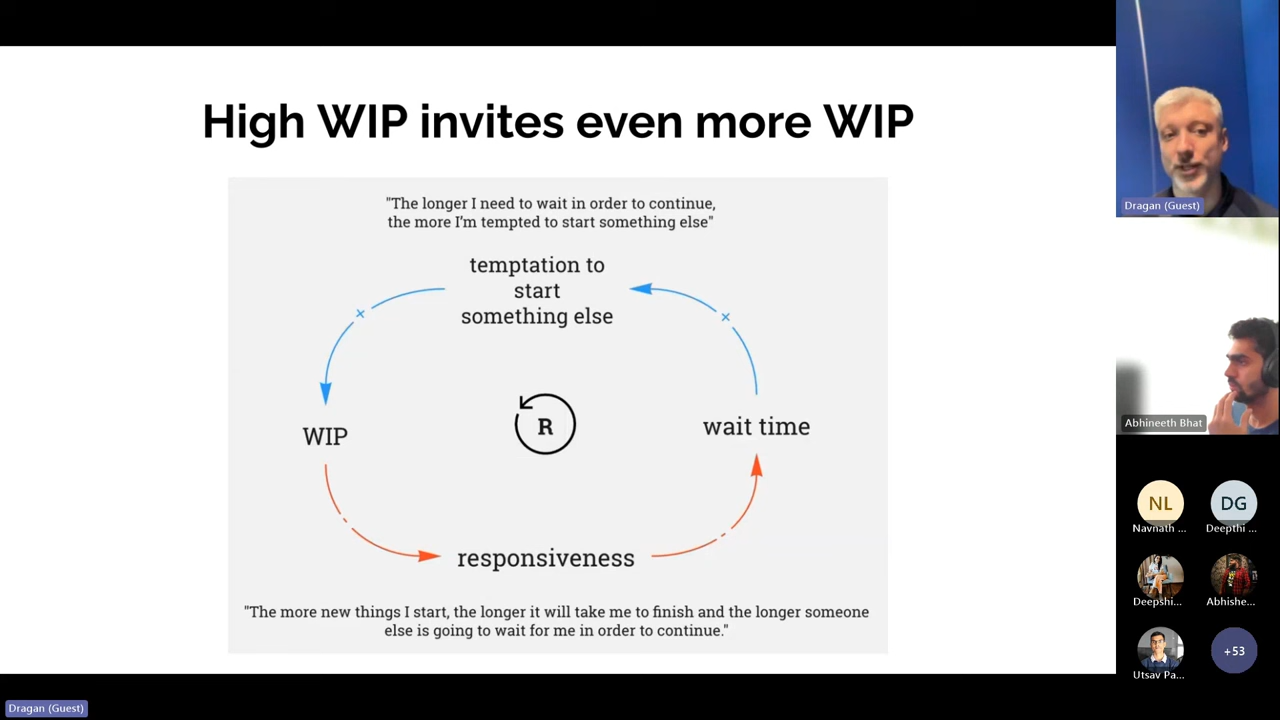 High WIP invites even more WIP
"The longer I need to wait in order to continue,
the more I'm tempted to start something else"
temptation to
start
something else
WIP
R
wait time
responsiveness
"The more new things I start, the longer it will take me to finish and the longer someone
else is going to wait for me in order to continue."
Dragan (Guest)
Abhineeth Bhat
NL
Navnath ...
DG
Deepthi ...
Deepshi...
Abhishe...
Utsav Pa...
+53
Dragan (Guest)